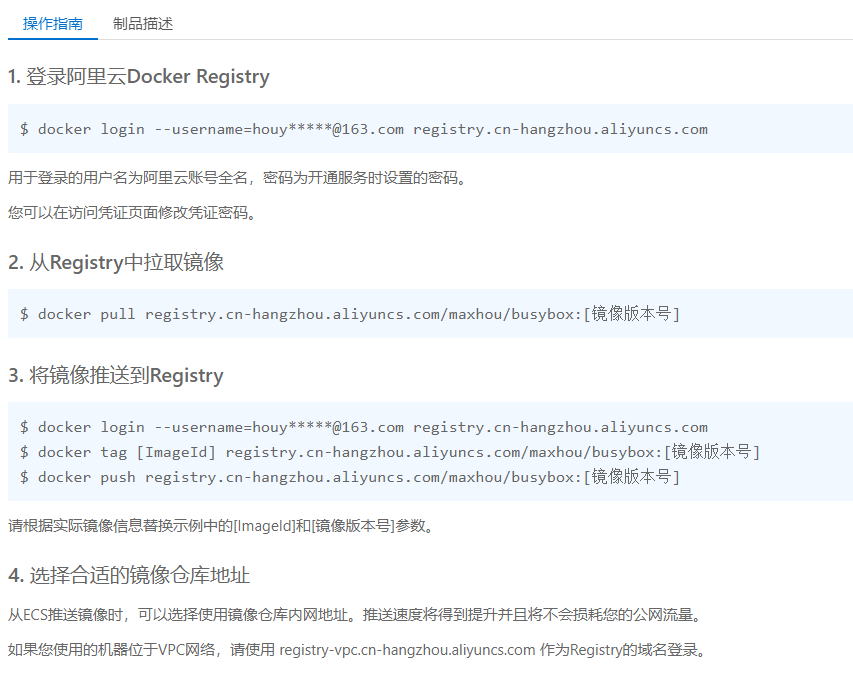 操作指南 制品描述
1. 登录阿里云Docker Registry
$ docker login --username=houy*****@163.com registry.cn-hangzhou.aliyuncs.com
用于登录的用户名为阿里云账号全名，密码为开通服务时设置的密码。
您可以在访问凭证页面修改凭证密码。
2. 从Registry中拉取镜像
$ docker pull registry.cn-hangzhou.aliyuncs.com/maxhou/busybox:[镜像版本号]
3. 将镜像推送到Registry
$ docker login --username=houy*****@163.com registry.cn-hangzhou.aliyuncs.com
$ docker tag [ImageId] registry.cn-hangzhou.aliyuncs.com/maxhou/busybox:[镜像版本号]
$ docker push registry.cn-hangzhou.aliyuncs.com/maxhou/busybox:[镜像版本号]
请根据实际镜像信息替换示例中的[ImageId]和[镜像版本号]参数。
4. 选择合适的镜像仓库地址
从ECS推送镜像时，可以选择使用镜像仓库内网地址。推送速度将得到提升并且将不会损耗您的公网流量。
如果您使用的机器位于VPC网络，请使用 registry-vpc.cn-hangzhou.aliyuncs.com 作为Registry的域名登录。